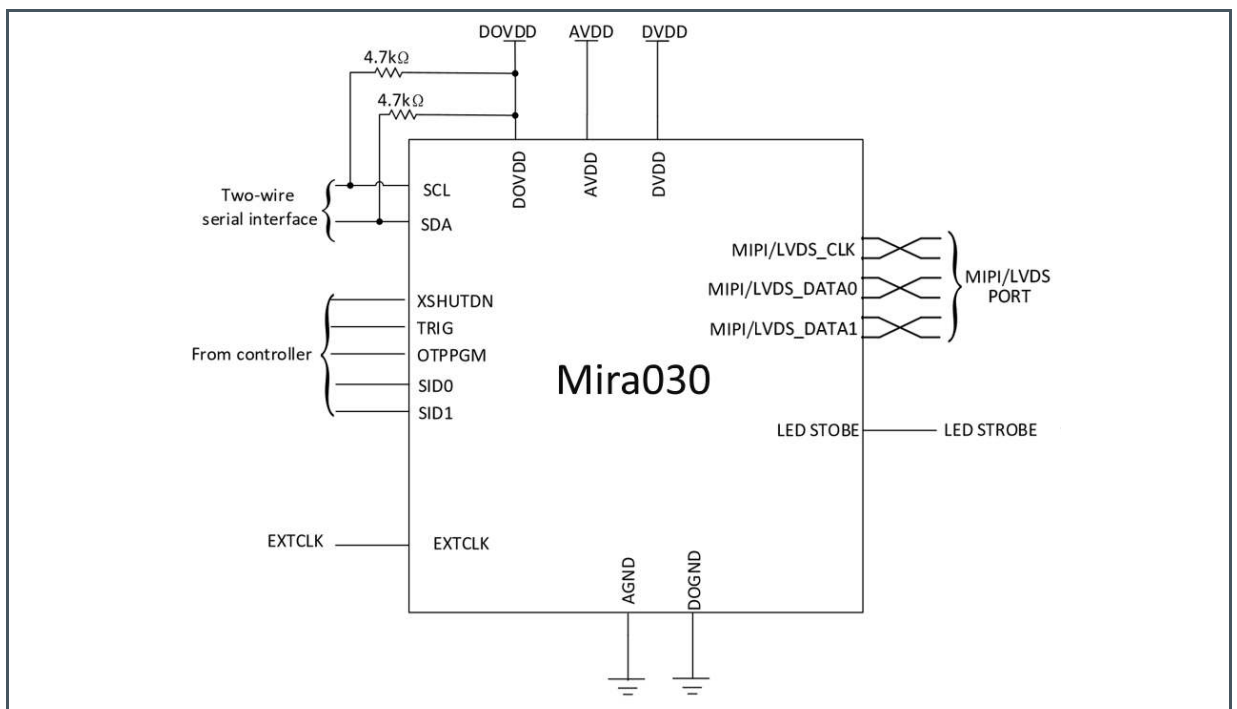 DOVDD AVDD DVDD
4.7kΩ
4.7kΩ
DOVDD
AVDD
DVDD
Two-wire
serial interface
SCL
SDA
MIPI/LVDS_CLK
MIPI/LVDS_DATA0
MIPI/LVDS_DATA1
MIPI/LVDS
PORT
From controller
XSHUTDN
TRIG
OTPPGM
SID0
SID1
Mira030
LED STOBE
LED STROBE
EXTCLK
EXTCLK
AGND
DOGND